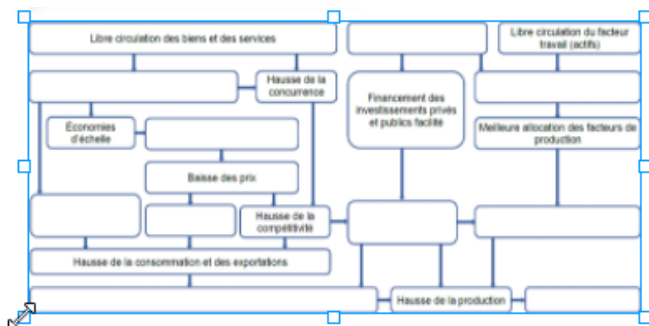 Libre circulation des biens et des services
Libre circulation du facteur
travail (actifs)
Hausse de la
concurrence
Financement des
investissements privés
et publics facilité
Économies
d'échelle
Meilleure allocation des facteurs de
production
Baisse des prix
Hausse de la
compétitivité
Hausse de la consommation et des exportations
Hausse de la production